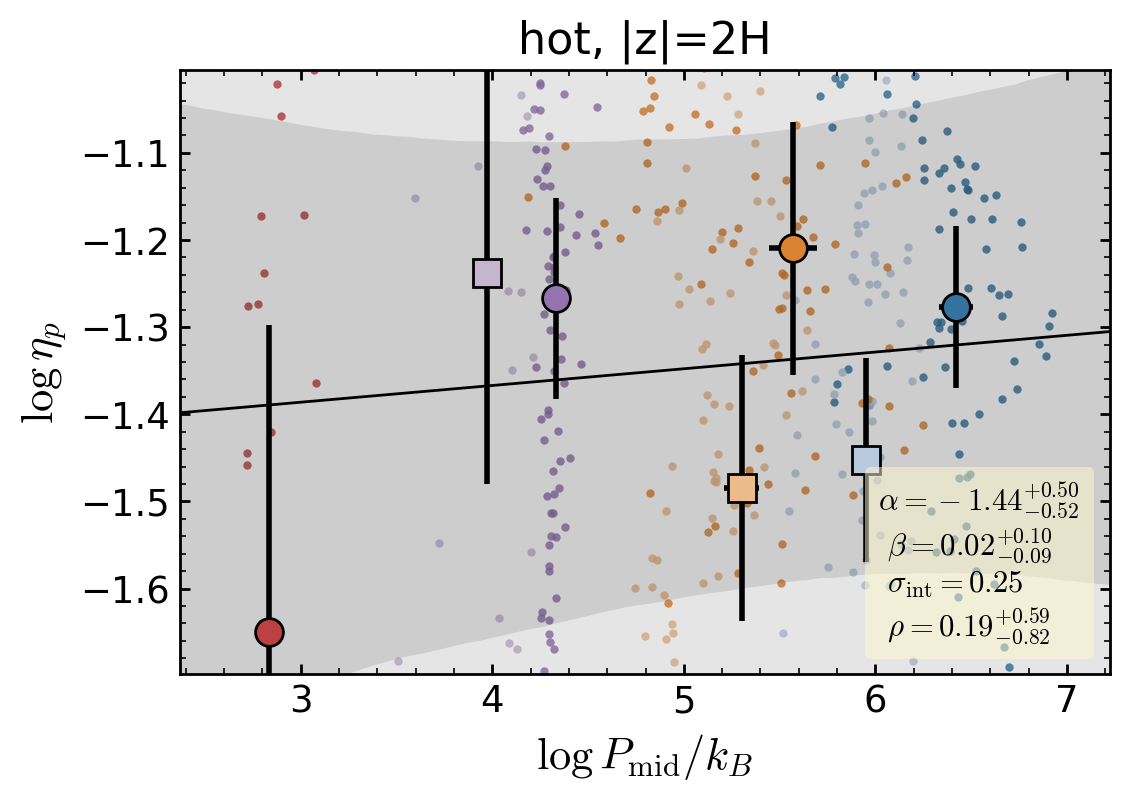 hot, |z|=2H
−1.1
−1.2
−1.3
−1.4
−1.5
−1.6
log η_p
α = − 1.44^{+0.50}_{−0.52}
β = 0.02^{+0.10}_{−0.09}
σ_int = 0.25
ρ = 0.19^{+0.59}_{−0.82}
3 4 5 6 7
log P_mid/k_B